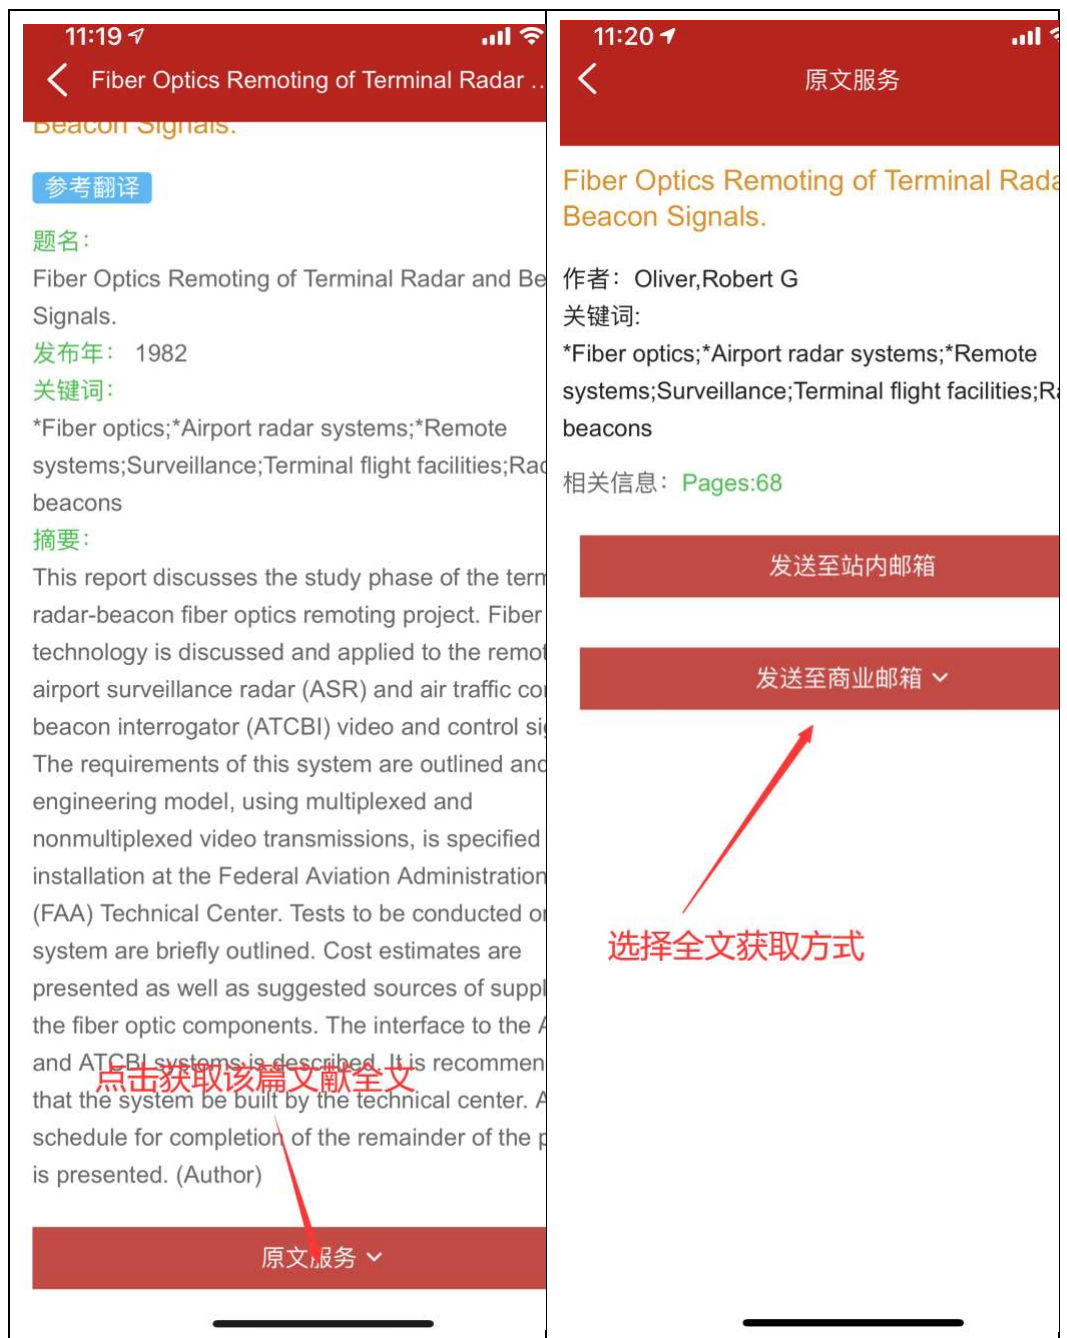 11:19
Fiber Optics Remoting of Terminal Radar ...
Beacon Signals.
参考翻译
题名：
Fiber Optics Remoting of Terminal Radar and Be
Signals.
发布年： 1982
关键词：
*Fiber optics;*Airport radar systems;*Remote
systems;Surveillance;Terminal flight facilities;Rad
beacons
摘要：
This report discusses the study phase of the term
radar-beacon fiber optics remoting project. Fiber
technology is discussed and applied to the remot
airport surveillance radar (ASR) and air traffic con
beacon interrogator (ATCBI) video and control sig
The requirements of this system are outlined and
engineering model, using multiplexed and
nonmultiplexed video transmissions, is specified
installation at the Federal Aviation Administration
(FAA) Technical Center. Tests to be conducted on
system are briefly outlined. Cost estimates are
presented as well as suggested sources of suppl
the fiber optic components. The interface to the A
and ATCBI systems is described. It is recommen
点击获取该篇文献全文
that the system be built by the technical center. A
schedule for completion of the remainder of the p
is presented. (Author)
原文服务
11:20
原文服务
Fiber Optics Remoting of Terminal Rada
Beacon Signals.
作者：Oliver,Robert G
关键词:
*Fiber optics;*Airport radar systems;*Remote
systems;Surveillance;Terminal flight facilities;Ra
beacons
相关信息：Pages:68
发送至站内邮箱
发送至商业邮箱
选择全文获取方式